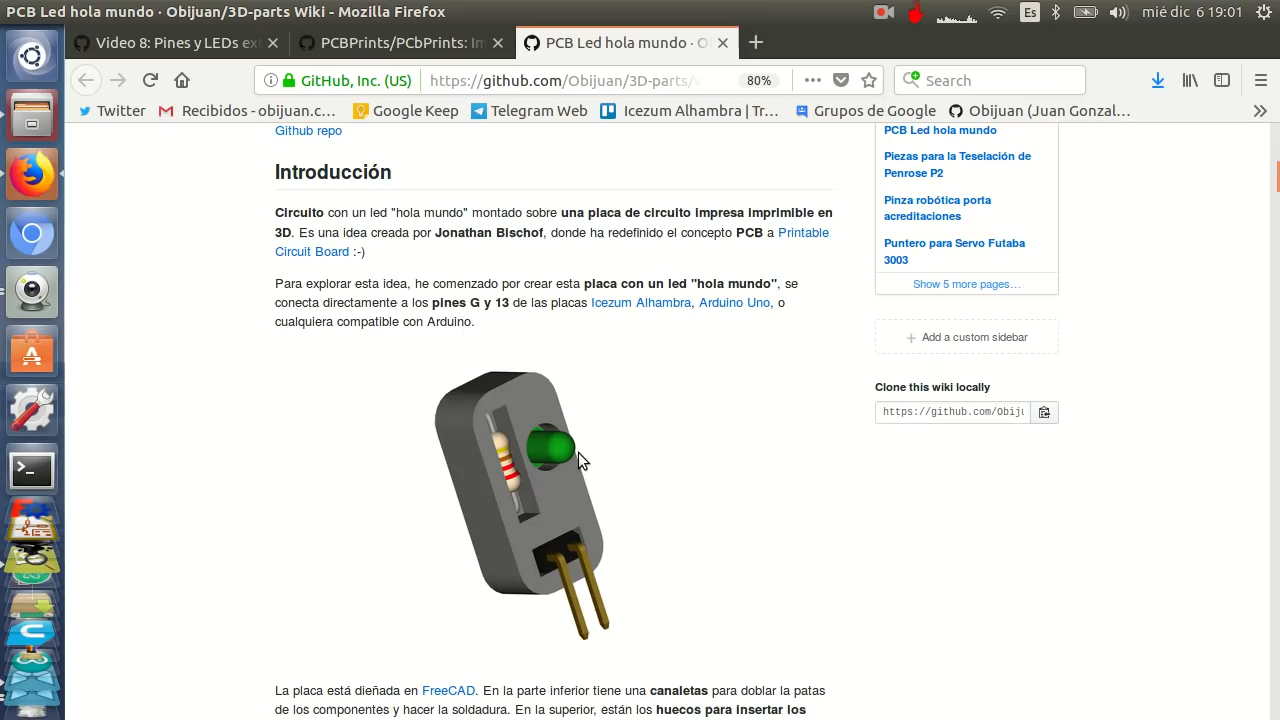 PCB Led hola mundo · Obijuan/3D-parts Wiki - Mozilla Firefox
Es
mié dic 6 19:01
Video 8: Pines y LEDs ex
PCBPrints/PCbPrints: Im
PCB Led hola mundo · O
GitHub, Inc. (US)
https://github.com/Obijuan/3D-parts/
80%
Search
Twitter
Recibidos - obijuan.c…
Google Keep
Telegram Web
Icezum Alhambra | Tr…
Grupos de Google
Obijuan (Juan Gonzal…
Github repo
Introducción
Circuito con un led "hola mundo" montado sobre una placa de circuito impresa imprimible en
3D. Es una idea creada por Jonathan Bischof, donde ha redefinido el concepto PCB a Printable
Circuit Board :-)
Para explorar esta idea, he comenzado por crear esta placa con un led "hola mundo", se
conecta directamente a los pines G y 13 de las placas Icezum Alhambra, Arduino Uno, o
cualquiera compatible con Arduino.
La placa está dieñada en FreeCAD. En la parte inferior tiene una canaletas para doblar la patas
de los componentes y hacer la soldadura. En la superior, están los huecos para insertar los
PCB Led hola mundo
Piezas para la Teselación de
Penrose P2
Pinza robótica porta
acreditaciones
Puntero para Servo Futaba
3003
Show 5 more pages…
Add a custom sidebar
Clone this wiki locally
https://github.com/Obiju